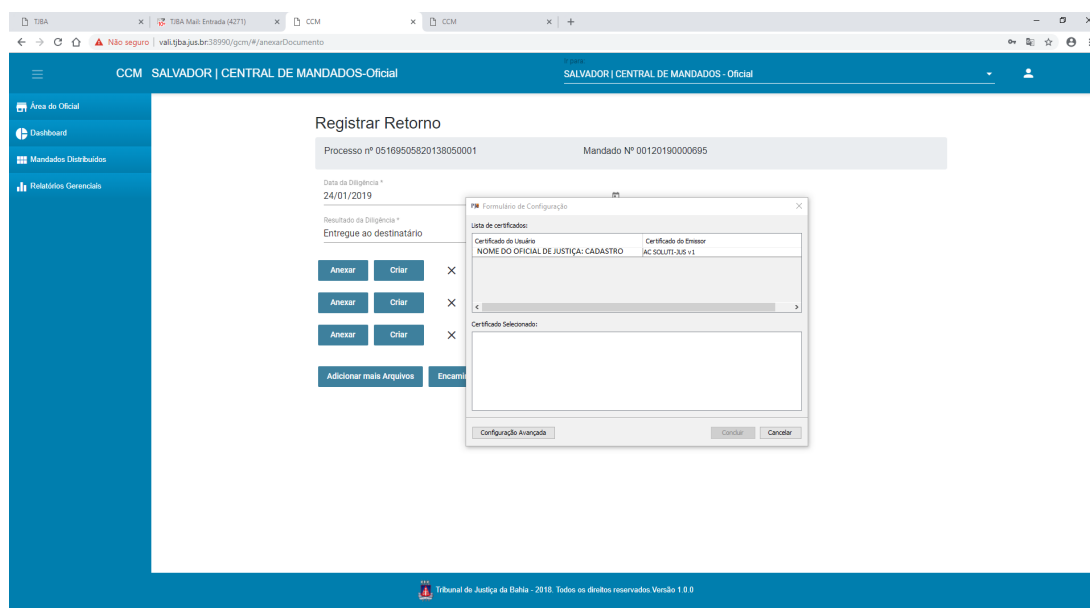 TJBA
TJBA Mail: Entrada (4271)
CCM
CCM
Não seguro | vali.tjba.jus.br:38990/gcm/#/anexarDocumento
CCM SALVADOR | CENTRAL DE MANDADOS-Oficial
SALVADOR | CENTRAL DE MANDADOS - Oficial
Área do Oficial
Dashboard
Mandados Distribuídos
Relatórios Gerenciais
Registrar Retorno
Processo nº 05169505820138050001 Mandado Nº 00120190000695
Data da Diligência *
24/01/2019
Resultado da Diligência *
Entregue ao destinatário
Anexar Criar
Anexar Criar
Anexar Criar
Adicionar mais Arquivos Encami
Formulário de Configuração
Lista de certificados:
Certificado do Usuário Certificado do Emissor
NOME DO OFICIAL DE JUSTIÇA: CADASTRO AC SOLUTI-JUS v1
Certificado Selecionado:
Configuração Avançada Concluir Cancelar
Tribunal de Justiça da Bahia - 2018. Todos os direitos reservados.Versão 1.0.0